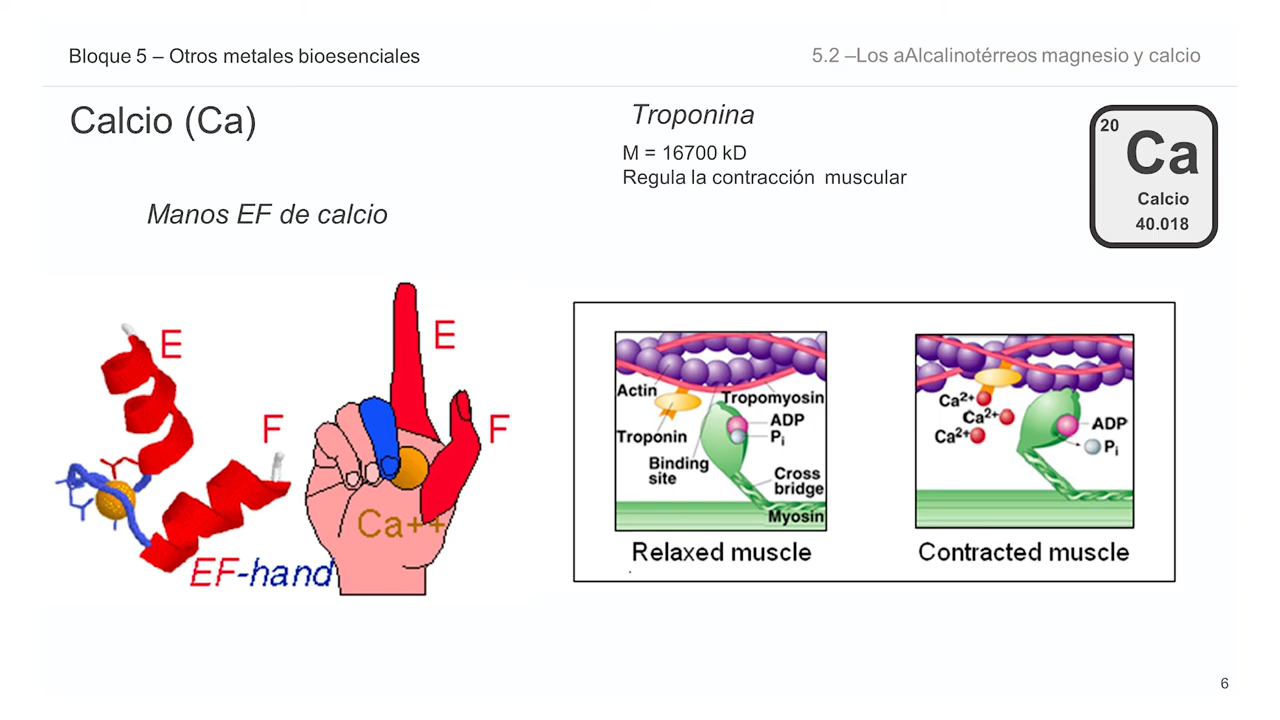 Bloque 5 – Otros metales bioesenciales
5.2 –Los aAlcalinotérreos magnesio y calcio
Calcio (Ca)
Troponina
M = 16700 kD
Regula la contracción muscular
20
Ca
Calcio
40.018
Manos EF de calcio
E
F
EF-hand
E
F
Ca++
Actin
Tropomyosin
Troponin
ADP
Pi
Binding
site
Cross
bridge
Myosin
Relaxed muscle
Ca2+
Ca2+
Ca2+
ADP
Pi
Contracted muscle
6